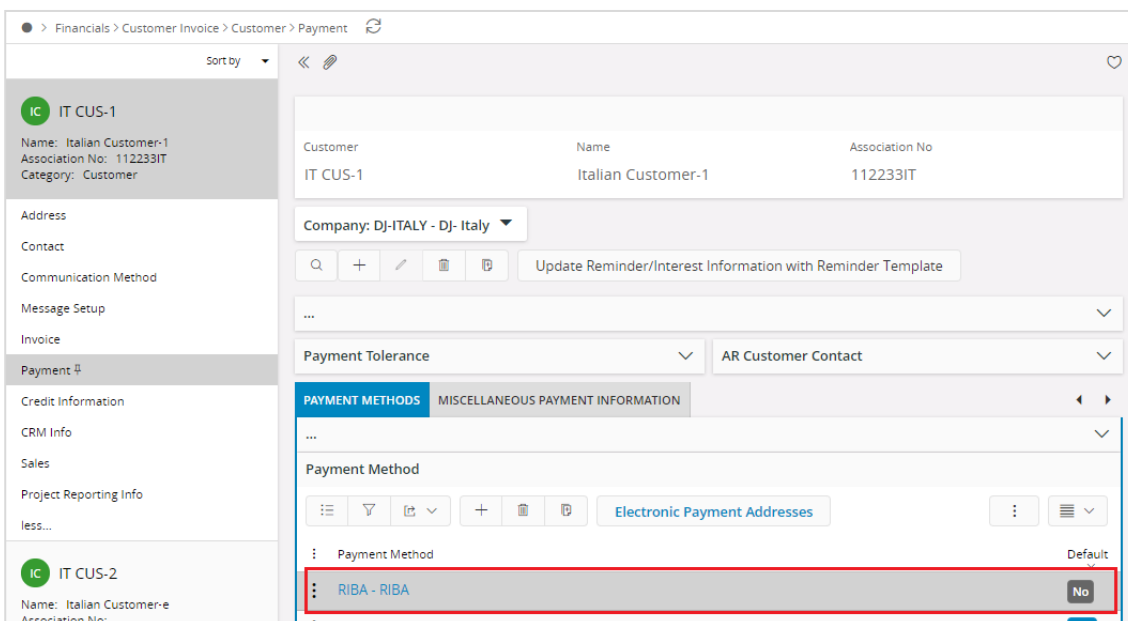 > Financials > Customer Invoice > Customer > Payment
Sort by
IC IT CUS-1
Name: Italian Customer-1
Association No: 112233IT
Category: Customer
Address
Contact
Communication Method
Message Setup
Invoice
Payment
Credit Information
CRM Info
Sales
Project Reporting Info
less...
IC IT CUS-2
Name: Italian Customer-e
Association No:
Customer Name Association No
IT CUS-1 Italian Customer-1 112233IT
Company: DJ-ITALY - DJ- Italy
Update Reminder/Interest Information with Reminder Template
...
Payment Tolerance AR Customer Contact
PAYMENT METHODS MISCELLANEOUS PAYMENT INFORMATION
...
Payment Method
Electronic Payment Addresses
Payment Method Default
RIBA - RIBA No